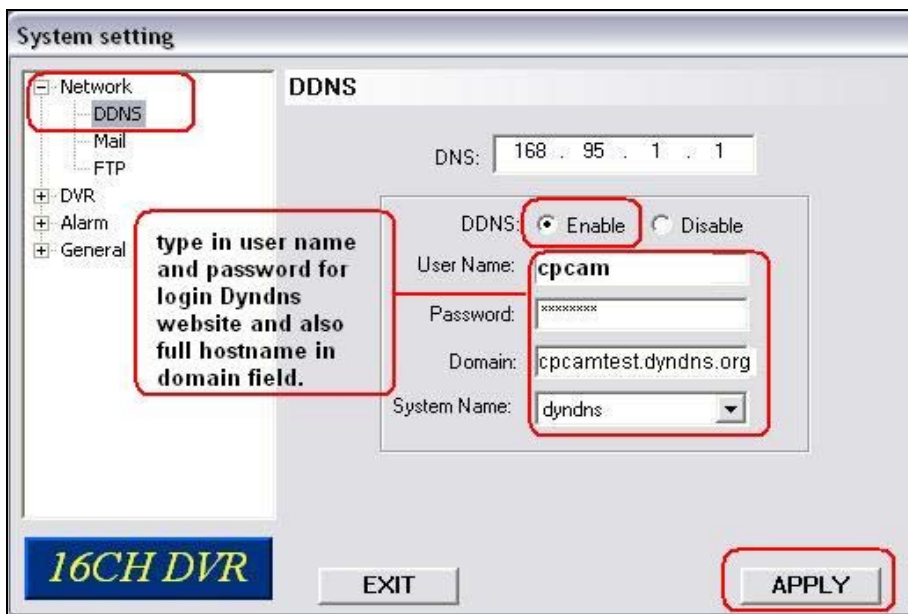 System setting
Network
DDNS
Mail
FTP
DVR
Alarm
General
DDNS
DNS: 168 . 95 . 1 . 1
DDNS: Enable Disable
User Name: cpcam
Password: ********
Domain: cpcamtest.dyndns.org
System Name: dyndns
type in user name
and password for
login Dyndns
website and also
full hostname in
domain field.
16CH DVR
EXIT
APPLY